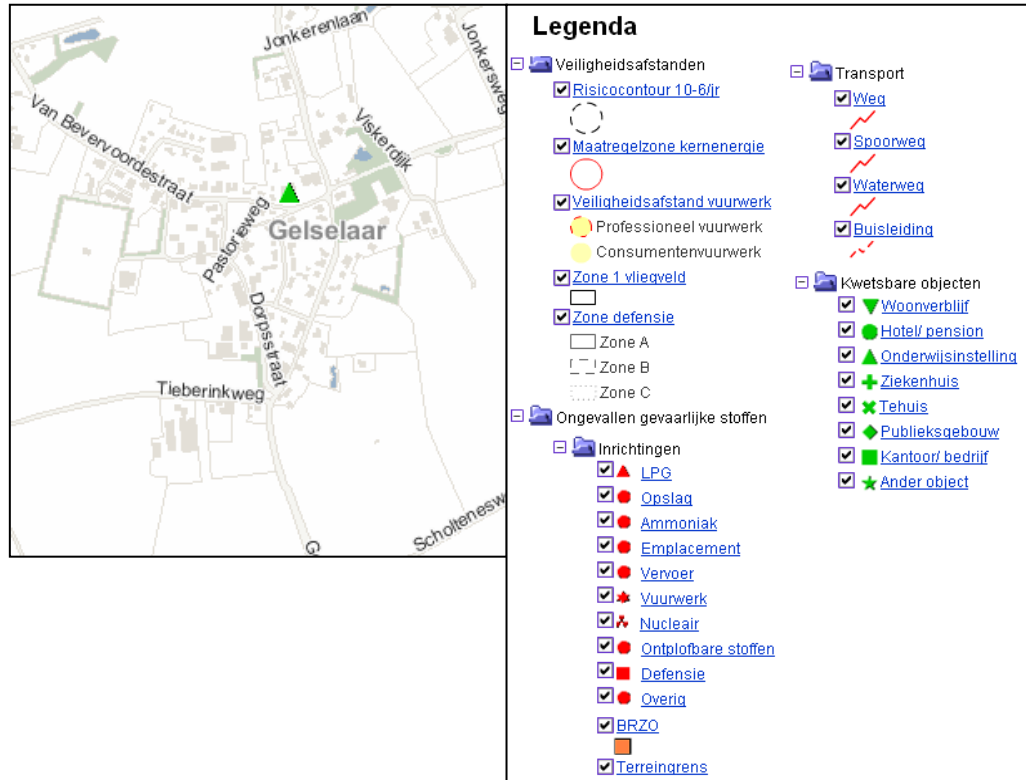 Jonkerenlaan
Jonkersweg
Van Bevervoordestraat
Viskerdijk
Pastorieweg
Gelselaar
Dorpsstraat
Tieberinkweg
Scholtenesw
G
Legenda
Veiligheidsafstanden
Risicocontour 10-6/jr
Maatregelzone kernenergie
Veiligheidsafstand vuurwerk
Professioneel vuurwerk
Consumentenvuurwerk
Zone 1 vliegveld
Zone defensie
Zone A
Zone B
Zone C
Ongevallen gevaarlijke stoffen
Inrichtingen
LPG
Opslag
Ammoniak
Emplacement
Vervoer
Vuurwerk
Nucleair
Ontplofbare stoffen
Defensie
Overig
BRZO
Terreingrens
Transport
Weg
Spoorweg
Waterweg
Buisleiding
Kwetsbare objecten
Woonverblijf
Hotel/ pension
Onderwijsinstelling
Ziekenhuis
Tehuis
Publieksgebouw
Kantoor/ bedrijf
Ander object